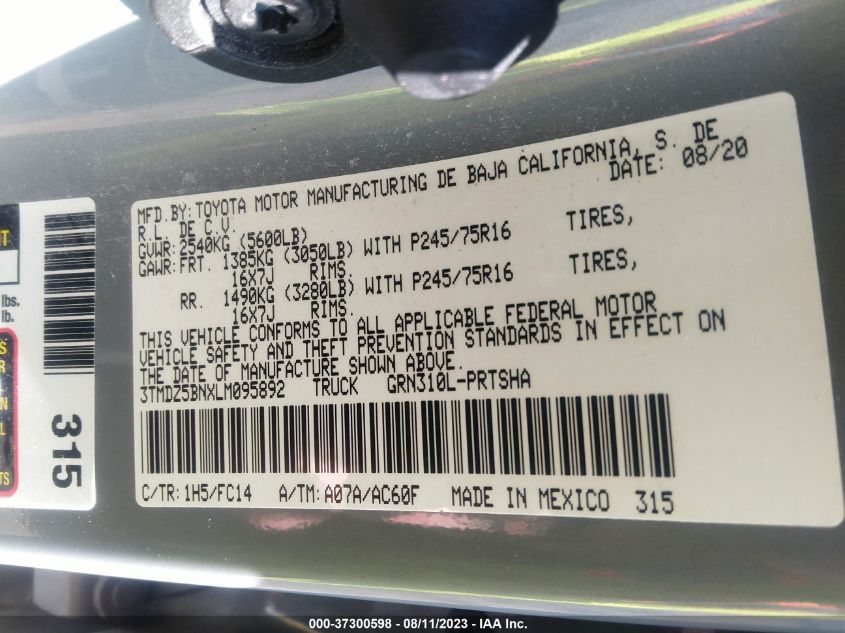 MFD.BY:TOYOTA MOTOR MANUFACTURING DE BAJA CALIFORNIA, S. DE
R.L. DE C.V. DATE: 08/20
GVWR:2540KG (5600LB)
GAWR:FRT. 1385KG (3050LB) WITH P245/75R16 TIRES,
16X7J RIMS.
RR. 1490KG (3280LB) WITH P245/75R16 TIRES,
16X7J RIMS.
THIS VEHICLE CONFORMS TO ALL APPLICABLE FEDERAL MOTOR
VEHICLE SAFETY AND THEFT PREVENTION STANDARDS IN EFFECT ON
THE DATE OF MANUFACTURE SHOWN ABOVE.
3TMDZ5BNXLM095892 TRUCK GRN310L-PRTSHA
C/TR: 1H5/FC14 A/TM: A07A/AC60F MADE IN MEXICO 315
315
lbs.
lb.
000-37300598 - 08/11/2023 - IAA Inc.